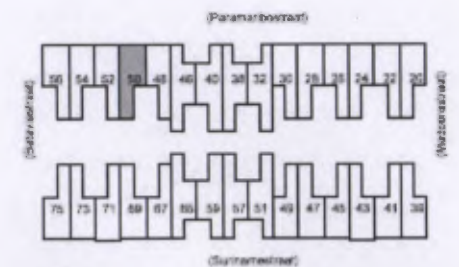 (Paramaribostraat)
56 54 52 50 48 46 40 38 32 30 28 26 24 22 20
75 73 71 69 67 65 59 57 51 49 47 45 43 41 39
(Surinamestraat)